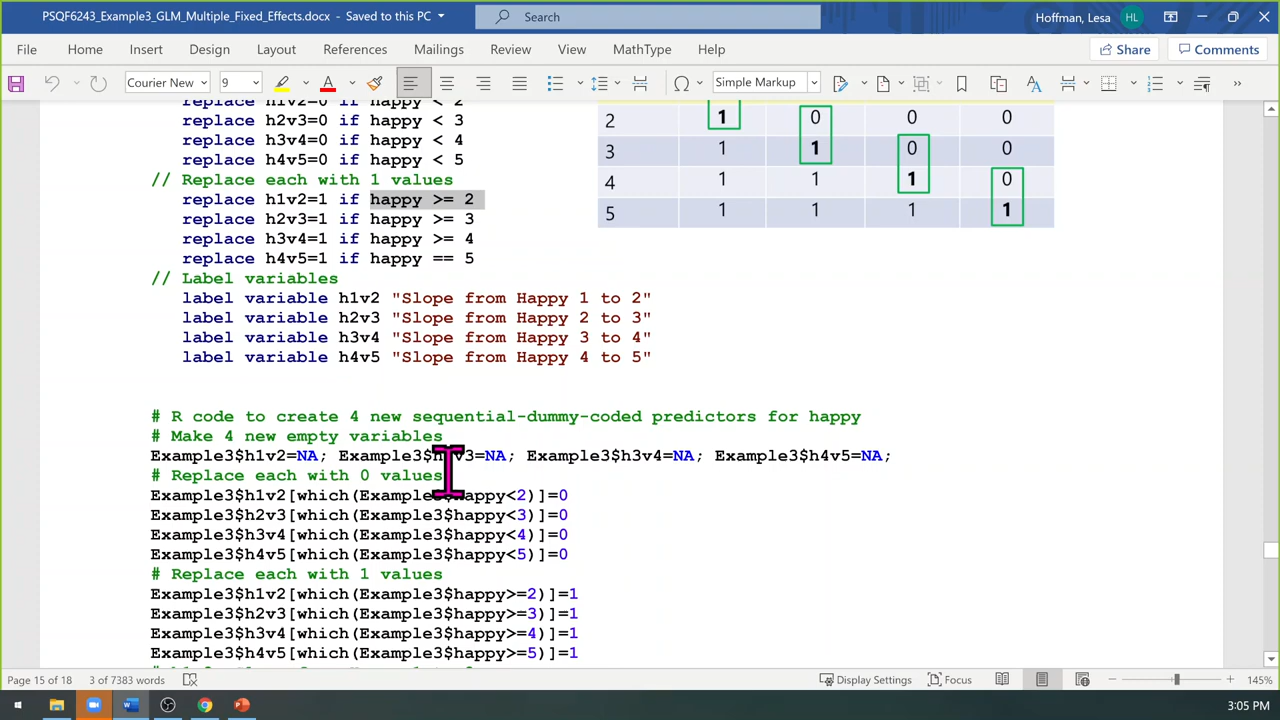 PSQF6243_Example3_GLM_Multiple_Fixed_Effects.docx - Saved to this PC
Search
Hoffman, Lesa HL
File Home Insert Design Layout References Mailings Review View MathType Help Share Comments
Courier New 9 A Simple Markup
replace h1v2=0 if happy < 2
replace h2v3=0 if happy < 3
replace h3v4=0 if happy < 4
replace h4v5=0 if happy < 5
// Replace each with 1 values
replace h1v2=1 if happy >= 2
replace h2v3=1 if happy >= 3
replace h3v4=1 if happy >= 4
replace h4v5=1 if happy == 5
// Label variables
label variable h1v2 "Slope from Happy 1 to 2"
label variable h2v3 "Slope from Happy 2 to 3"
label variable h3v4 "Slope from Happy 3 to 4"
label variable h4v5 "Slope from Happy 4 to 5"
2 1 0 0 0
3 1 1 0 0
4 1 1 1 0
5 1 1 1 1
# R code to create 4 new sequential-dummy-coded predictors for happy
# Make 4 new empty variables
Example3$h1v2=NA; Example3$h2v3=NA; Example3$h3v4=NA; Example3$h4v5=NA;
# Replace each with 0 values
Example3$h1v2[which(Example3$happy<2)]=0
Example3$h2v3[which(Example3$happy<3)]=0
Example3$h3v4[which(Example3$happy<4)]=0
Example3$h4v5[which(Example3$happy<5)]=0
# Replace each with 1 values
Example3$h1v2[which(Example3$happy>=2)]=1
Example3$h2v3[which(Example3$happy>=3)]=1
Example3$h3v4[which(Example3$happy>=4)]=1
Example3$h4v5[which(Example3$happy>=5)]=1
Page 15 of 18 3 of 7383 words Display Settings Focus 145%
3:05 PM